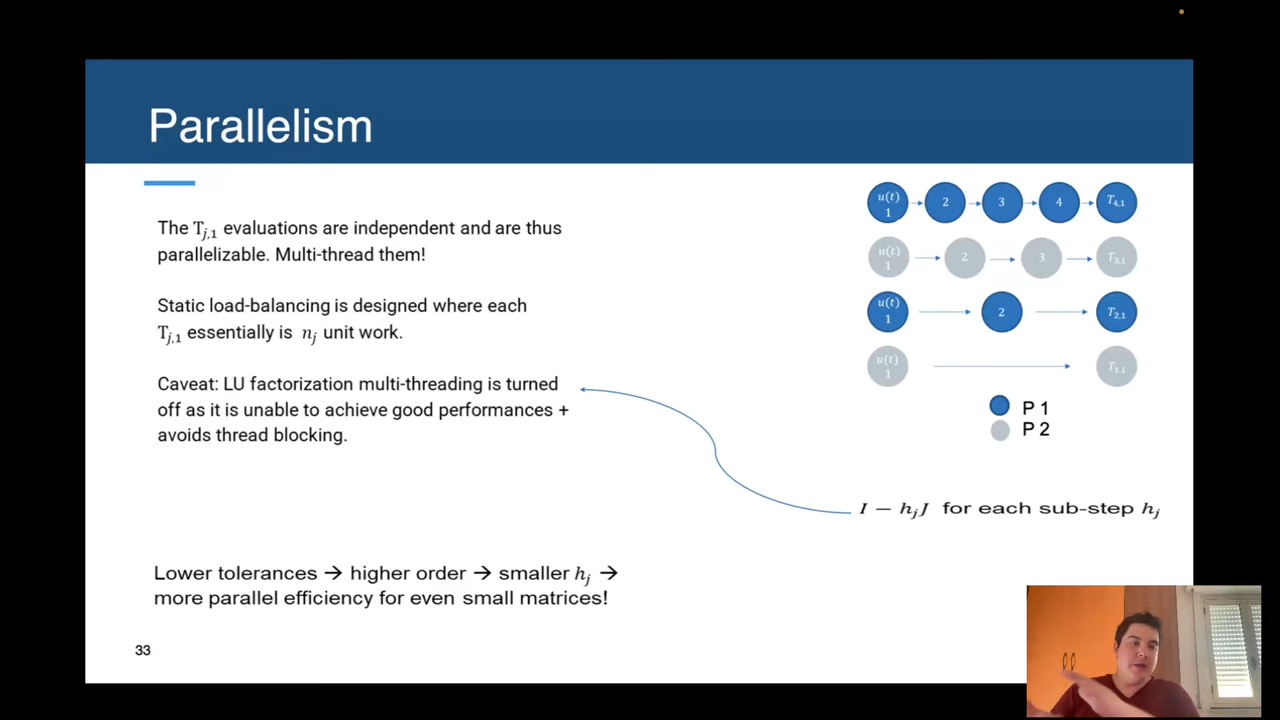 Parallelism
The T_{j,1} evaluations are independent and are thus
parallelizable. Multi-thread them!
Static load-balancing is designed where each
T_{j,1} essentially is n_j unit work.
Caveat: LU factorization multi-threading is turned
off as it is unable to achieve good performances +
avoids thread blocking.
Lower tolerances → higher order → smaller h_j →
more parallel efficiency for even small matrices!
33
u(t) 1 2 3 4 T_{4,1}
u(t) 1 2 3 T_{3,1}
u(t) 1 2 T_{2,1}
u(t) 1 T_{1,1}
P 1
P 2
I − h_jJ for each sub-step h_j